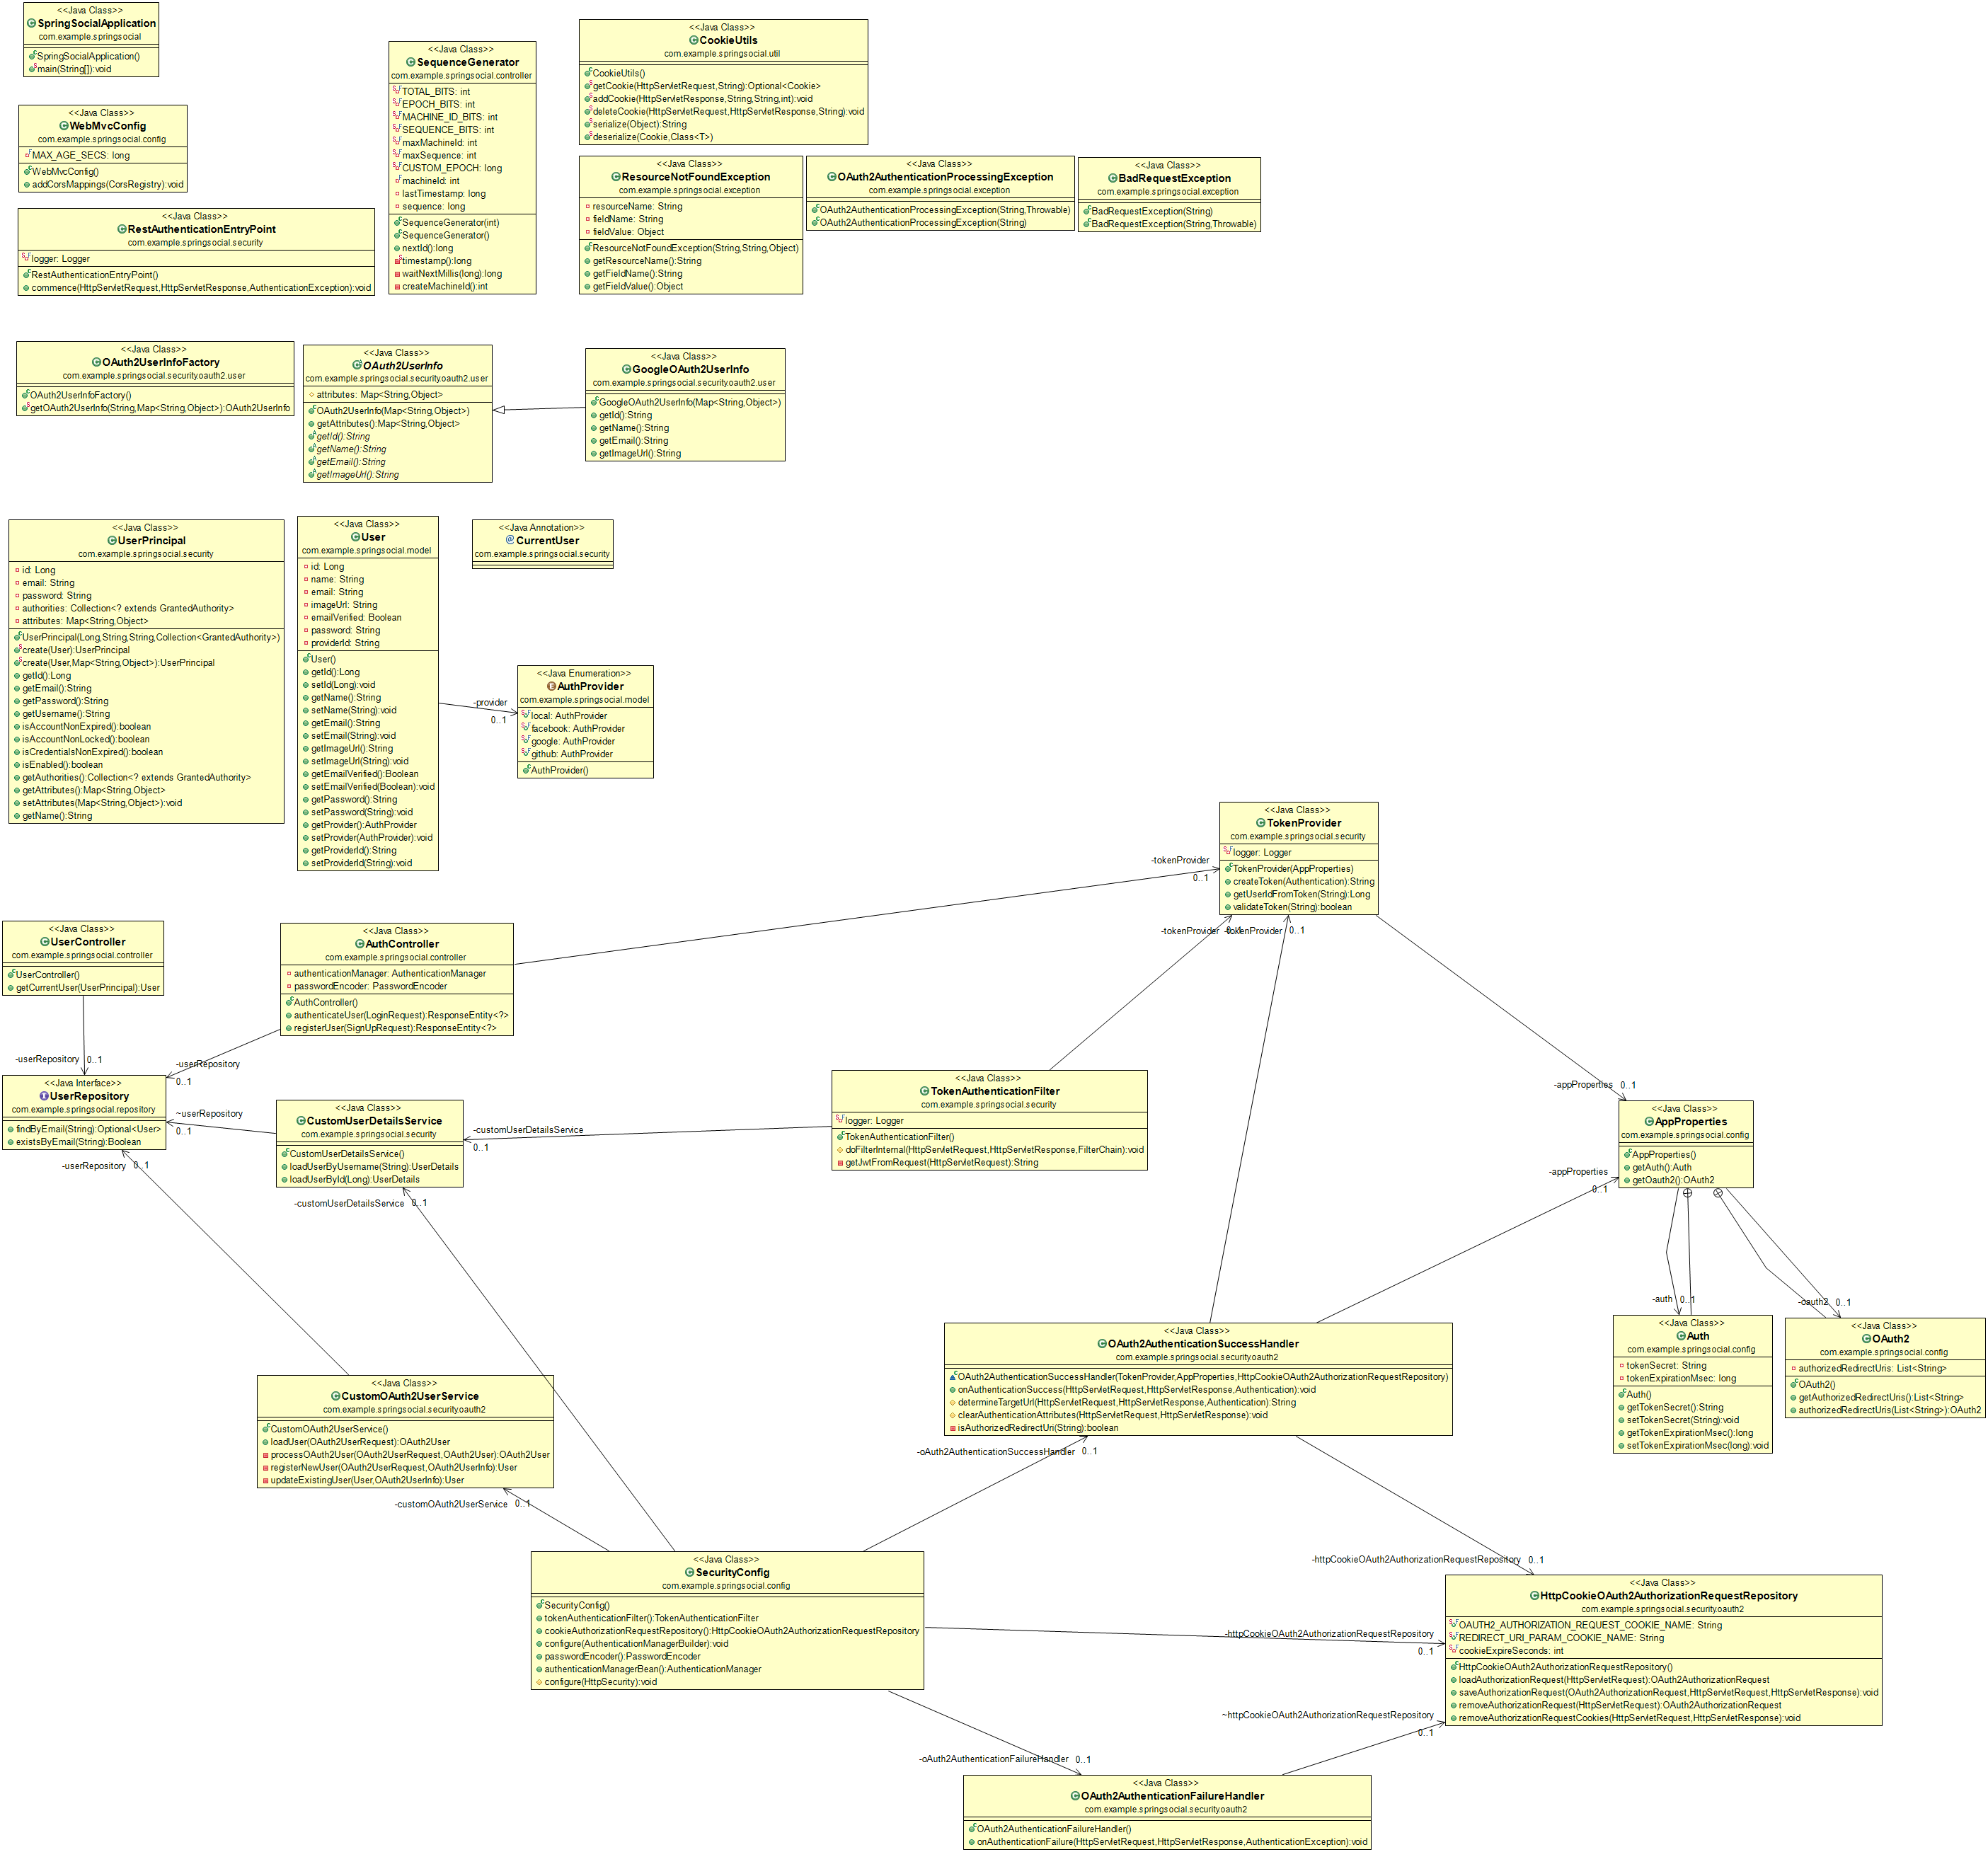 <<Java Class>>
SpringSocialApplication
com.example.springsocial
SpringSocialApplication()
main(String[]):void
<<Java Class>>
WebMvcConfig
com.example.springsocial.config
MAX_AGE_SECS: long
WebMvcConfig()
addCorsMappings(CorsRegistry):void
<<Java Class>>
RestAuthenticationEntryPoint
com.example.springsocial.security
logger: Logger
RestAuthenticationEntryPoint()
commence(HttpServletRequest,HttpServletResponse,AuthenticationException):void
<<Java Class>>
SequenceGenerator
com.example.springsocial.controller
TOTAL_BITS: int
EPOCH_BITS: int
MACHINE_ID_BITS: int
SEQUENCE_BITS: int
maxMachineId: int
maxSequence: int
CUSTOM_EPOCH: long
machineId: int
lastTimestamp: long
sequence: long
SequenceGenerator(int)
SequenceGenerator()
nextId():long
timestamp():long
waitNextMillis(long):long
createMachineId():int
<<Java Class>>
CookieUtils
com.example.springsocial.util
CookieUtils()
getCookie(HttpServletRequest,String):Optional<Cookie>
addCookie(HttpServletResponse,String,String,int):void
deleteCookie(HttpServletRequest,HttpServletResponse,String):void
serialize(Object):String
deserialize(Cookie,Class<T>)
<<Java Class>>
ResourceNotFoundException
com.example.springsocial.exception
resourceName: String
fieldName: String
fieldValue: Object
ResourceNotFoundException(String,String,Object)
getResourceName():String
getFieldName():String
getFieldValue():Object
<<Java Class>>
OAuth2AuthenticationProcessingException
com.example.springsocial.exception
OAuth2AuthenticationProcessingException(String,Throwable)
OAuth2AuthenticationProcessingException(String)
<<Java Class>>
BadRequestException
com.example.springsocial.exception
BadRequestException(String)
BadRequestException(String,Throwable)
<<Java Class>>
OAuth2UserInfoFactory
com.example.springsocial.security.oauth2.user
OAuth2UserInfoFactory()
getOAuth2UserInfo(String,Map<String,Object>):OAuth2UserInfo
<<Java Class>>
OAuth2UserInfo
com.example.springsocial.security.oauth2.user
attributes: Map<String,Object>
OAuth2UserInfo(Map<String,Object>)
getAttributes():Map<String,Object>
getId():String
getName():String
getEmail():String
getImageUrl():String
<<Java Class>>
GoogleOAuth2UserInfo
com.example.springsocial.security.oauth2.user
GoogleOAuth2UserInfo(Map<String,Object>)
getId():String
getName():String
getEmail():String
getImageUrl():String
<<Java Class>>
UserPrincipal
com.example.springsocial.security
id: Long
email: String
password: String
authorities: Collection<? extends GrantedAuthority>
attributes: Map<String,Object>
UserPrincipal(Long,String,String,Collection<GrantedAuthority>)
create(User):UserPrincipal
create(User,Map<String,Object>):UserPrincipal
getId():Long
getEmail():String
getPassword():String
getUsername():String
isAccountNonExpired():boolean
isAccountNonLocked():boolean
isCredentialsNonExpired():boolean
isEnabled():boolean
getAuthorities():Collection<? extends GrantedAuthority>
getAttributes():Map<String,Object>
setAttributes(Map<String,Object>):void
getName():String
<<Java Class>>
User
com.example.springsocial.model
id: Long
name: String
email: String
imageUrl: String
emailVerified: Boolean
password: String
providerId: String
User()
getId():Long
setId(Long):void
getName():String
setName(String):void
getEmail():String
setEmail(String):void
getImageUrl():String
setImageUrl(String):void
getEmailVerified():Boolean
setEmailVerified(Boolean):void
getPassword():String
setPassword(String):void
getProvider():AuthProvider
setProvider(AuthProvider):void
getProviderId():String
setProviderId(String):void
<<Java Annotation>>
CurrentUser
com.example.springsocial.security
-provider
0..1
<<Java Enumeration>>
AuthProvider
com.example.springsocial.model
local: AuthProvider
facebook: AuthProvider
google: AuthProvider
github: AuthProvider
AuthProvider()
<<Java Class>>
TokenProvider
com.example.springsocial.security
logger: Logger
TokenProvider(AppProperties)
createToken(Authentication):String
getUserIdFromToken(String):Long
validateToken(String):boolean
-tokenProvider
0..1
-tokenProvider
0..1
-tokenProvider
0..1
<<Java Class>>
UserController
com.example.springsocial.controller
UserController()
getCurrentUser(UserPrincipal):User
<<Java Class>>
AuthController
com.example.springsocial.controller
authenticationManager: AuthenticationManager
passwordEncoder: PasswordEncoder
AuthController()
authenticateUser(LoginRequest):ResponseEntity<?>
registerUser(SignUpRequest):ResponseEntity<?>
-userRepository
0..1
-userRepository
0..1
<<Java Interface>>
UserRepository
com.example.springsocial.repository
findByEmail(String):Optional<User>
existsByEmail(String):Boolean
~userRepository
0..1
-userRepository
0..1
<<Java Class>>
CustomUserDetailsService
com.example.springsocial.security
CustomUserDetailsService()
loadUserByUsername(String):UserDetails
loadUserById(Long):UserDetails
-customUserDetailsService
0..1
-customUserDetailsService
0..1
<<Java Class>>
TokenAuthenticationFilter
com.example.springsocial.security
logger: Logger
TokenAuthenticationFilter()
doFilterInternal(HttpServletRequest,HttpServletResponse,FilterChain):void
getJwtFromRequest(HttpServletRequest):String
-appProperties
0..1
<<Java Class>>
AppProperties
com.example.springsocial.config
AppProperties()
getAuth():Auth
getOauth2():OAuth2
-appProperties
0..1
-auth
0..1
-oauth2
0..1
<<Java Class>>
Auth
com.example.springsocial.config
tokenSecret: String
tokenExpirationMsec: long
Auth()
getTokenSecret():String
setTokenSecret(String):void
getTokenExpirationMsec():long
setTokenExpirationMsec(long):void
<<Java Class>>
OAuth2
com.example.springsocial.config
authorizedRedirectUris: List<String>
OAuth2()
getAuthorizedRedirectUris():List<String>
authorizedRedirectUris(List<String>):OAuth2
<<Java Class>>
OAuth2AuthenticationSuccessHandler
com.example.springsocial.security.oauth2
OAuth2AuthenticationSuccessHandler(TokenProvider,AppProperties,HttpCookieOAuth2AuthorizationRequestRepository)
onAuthenticationSuccess(HttpServletRequest,HttpServletResponse,Authentication):void
determineTargetUrl(HttpServletRequest,HttpServletResponse,Authentication):String
clearAuthenticationAttributes(HttpServletRequest,HttpServletResponse):void
isAuthorizedRedirectUri(String):boolean
-oAuth2AuthenticationSuccessHandler
0..1
<<Java Class>>
CustomOAuth2UserService
com.example.springsocial.security.oauth2
CustomOAuth2UserService()
loadUser(OAuth2UserRequest):OAuth2User
processOAuth2User(OAuth2UserRequest,OAuth2User):OAuth2User
registerNewUser(OAuth2UserRequest,OAuth2UserInfo):User
updateExistingUser(User,OAuth2UserInfo):User
-customOAuth2UserService
0..1
<<Java Class>>
SecurityConfig
com.example.springsocial.config
SecurityConfig()
tokenAuthenticationFilter():TokenAuthenticationFilter
cookieAuthorizationRequestRepository():HttpCookieOAuth2AuthorizationRequestRepository
configure(AuthenticationManagerBuilder):void
passwordEncoder():PasswordEncoder
authenticationManagerBean():AuthenticationManager
configure(HttpSecurity):void
-httpCookieOAuth2AuthorizationRequestRepository
0..1
-httpCookieOAuth2AuthorizationRequestRepository
0..1
<<Java Class>>
HttpCookieOAuth2AuthorizationRequestRepository
com.example.springsocial.security.oauth2
OAUTH2_AUTHORIZATION_REQUEST_COOKIE_NAME: String
REDIRECT_URI_PARAM_COOKIE_NAME: String
cookieExpireSeconds: int
HttpCookieOAuth2AuthorizationRequestRepository()
loadAuthorizationRequest(HttpServletRequest):OAuth2AuthorizationRequest
saveAuthorizationRequest(OAuth2AuthorizationRequest,HttpServletRequest,HttpServletResponse):void
removeAuthorizationRequest(HttpServletRequest):OAuth2AuthorizationRequest
removeAuthorizationRequestCookies(HttpServletRequest,HttpServletResponse):void
~httpCookieOAuth2AuthorizationRequestRepository
0..1
-oAuth2AuthenticationFailureHandler
0..1
<<Java Class>>
OAuth2AuthenticationFailureHandler
com.example.springsocial.security.oauth2
OAuth2AuthenticationFailureHandler()
onAuthenticationFailure(HttpServletRequest,HttpServletResponse,AuthenticationException):void